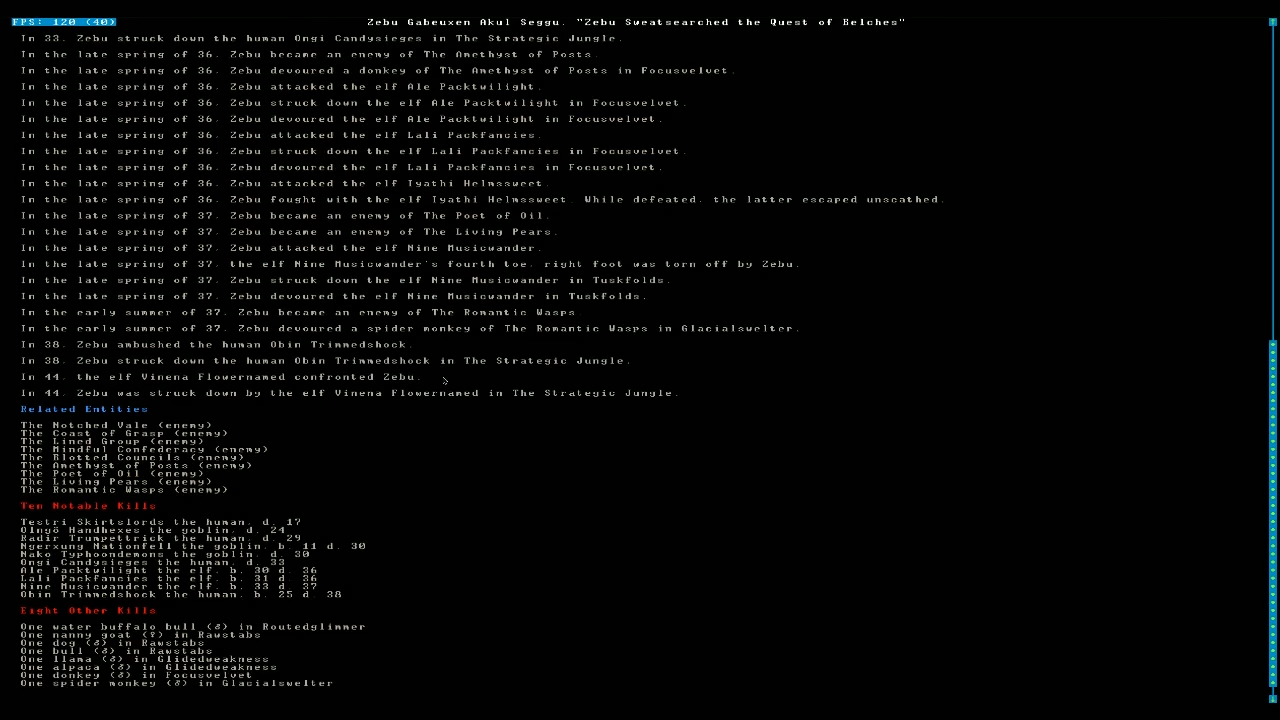 FPS: 120 (40)
Zebu Gabeuxen Akul Seggu, "Zebu Sweatsearched the Quest of Belches"
In 33, Zebu struck down the human Ongi Candysieges in The Strategic Jungle.
In the late spring of 36, Zebu became an enemy of The Amethyst of Posts.
In the late spring of 36, Zebu devoured a donkey of The Amethyst of Posts in Focusvelvet.
In the late spring of 36, Zebu attacked the elf Ale Packtwilight.
In the late spring of 36, Zebu struck down the elf Ale Packtwilight in Focusvelvet.
In the late spring of 36, Zebu devoured the elf Ale Packtwilight in Focusvelvet.
In the late spring of 36, Zebu attacked the elf Lali Packfancies.
In the late spring of 36, Zebu struck down the elf Lali Packfancies in Focusvelvet.
In the late spring of 36, Zebu devoured the elf Lali Packfancies in Focusvelvet.
In the late spring of 36, Zebu attacked the elf Iyathi Helmssweet.
In the late spring of 36, Zebu fought with the elf Iyathi Helmssweet. While defeated, the latter escaped unscathed.
In the late spring of 37, Zebu became an enemy of The Poet of Oil.
In the late spring of 37, Zebu became an enemy of The Living Pears.
In the late spring of 37, Zebu attacked the elf Nine Musicwander.
In the late spring of 37, the elf Nine Musicwander's fourth toe, right foot was torn off by Zebu.
In the late spring of 37, Zebu struck down the elf Nine Musicwander in Tuskfolds.
In the late spring of 37, Zebu devoured the elf Nine Musicwander in Tuskfolds.
In the early summer of 37, Zebu became an enemy of The Romantic Wasps
In the early summer of 37, Zebu devoured a spider monkey of The Romantic Wasps in Glacialswelter.
In 38, Zebu ambushed the human Obin Trimmedshock.
In 38, Zebu struck down the human Obin Trimmedshock in The Strategic Jungle.
In 44, the elf Vinena Flowernamed confronted Zebu.
In 44, Zebu was struck down by the elf Vinena Flowernamed in The Strategic Jungle.
Related Entities
The Notched Vale (enemy)
The Coast of Grasp (enemy)
The Lined Group (enemy)
The Mindful Confederacy (enemy)
The Blotted Councils (enemy)
The Amethyst of Posts (enemy)
The Poet of Oil (enemy)
The Living Pears (enemy)
The Romantic Wasps (enemy)
Ten Notable Kills
Testri Skirtslords the human, d. 17
Olngö Handhexes the goblin, d. 24
Radir Trumpettrick the human, d. 29
Ngerxung Nationfell the goblin, b. 11 d. 30
Nako Typhoondemons the goblin, d. 30
Ongi Candysieges the human, d. 33
Ale Packtwilight the elf, b. 30 d. 36
Lali Packfancies the elf, b. 31 d. 36
Nine Musicwander the elf, b. 33 d. 37
Obin Trimmedshock the human, b. 25 d. 38
Eight Other Kills
One water buffalo bull (♂) in Routedglimmer
One nanny goat (♀) in Rawstabs
One dog (♂) in Rawstabs
One bull (♂) in Rawstabs
One llama (♂) in Glidedweakness
One alpaca (♂) in Glidedweakness
One donkey (♂) in Focusvelvet
One spider monkey (♂) in Glacialswelter